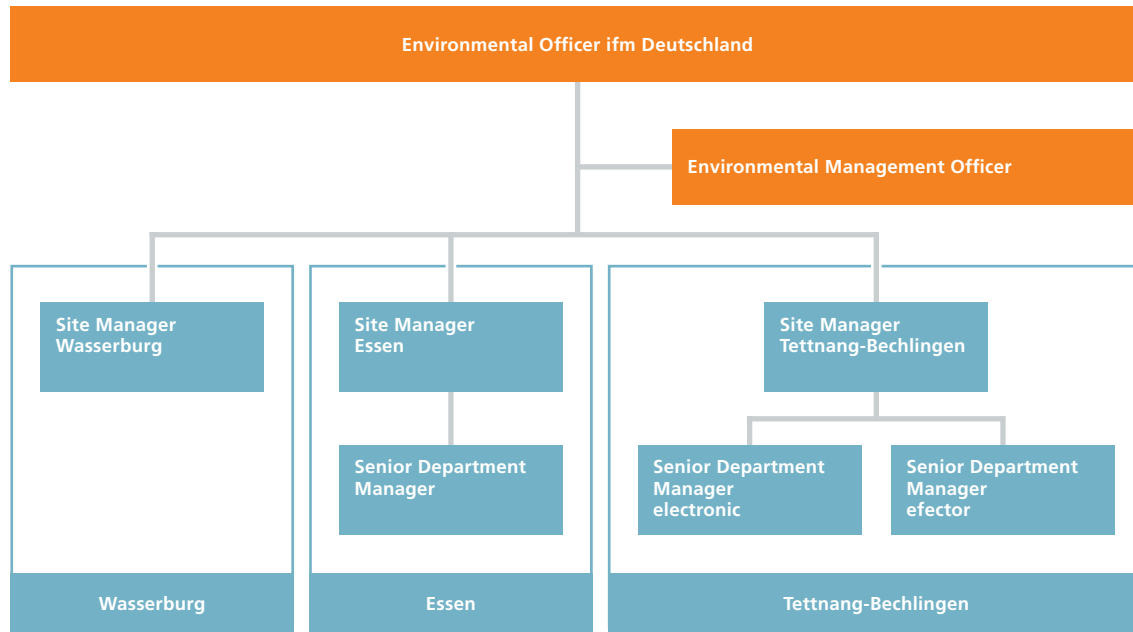 Environmental Officer ifm Deutschland
Environmental Management Officer
Site Manager
Wasserburg
Site Manager
Essen
Site Manager
Tettnang-Bechlingen
Senior Department
Manager
Senior Department
Manager
electronic
Senior Department
Manager
efector
Wasserburg
Essen
Tettnang-Bechlingen